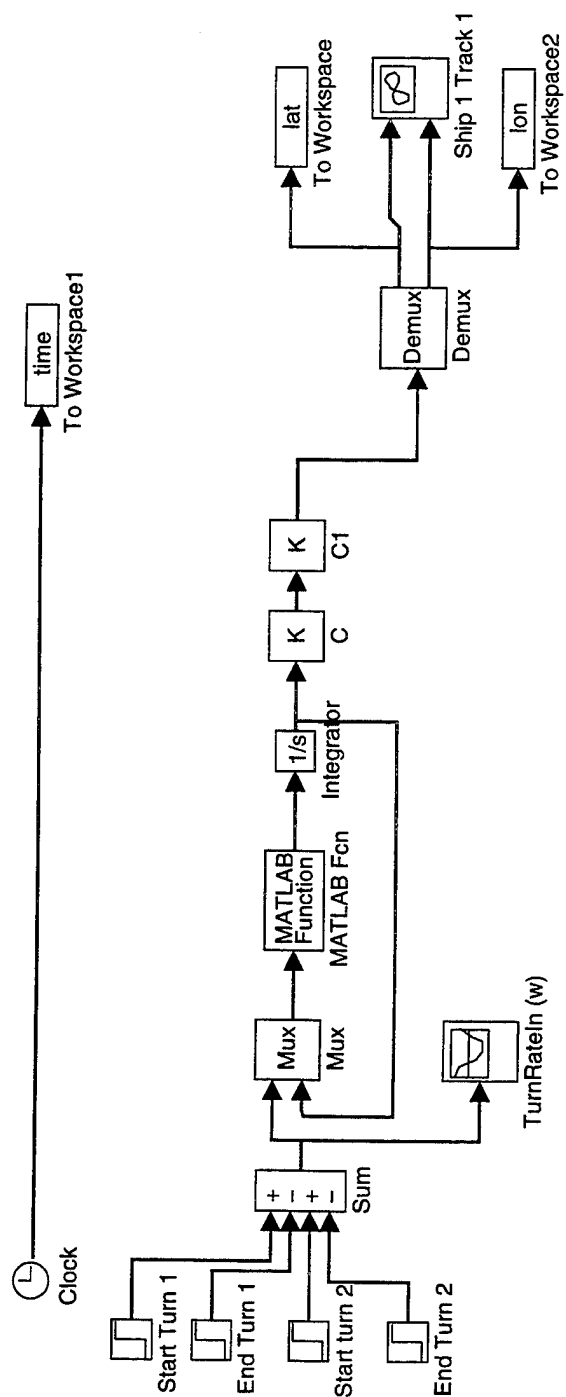 Clock
time
To Workspace1
Start Turn 1
End Turn 1
Start turn 2
End Turn 2
+
−
+
−
Sum
TurnRateIn (w)
Mux
Mux
MATLAB
Function
MATLAB Fcn
1/s
Integrator
K
C
K
C1
Demux
Demux
lat
To Workspace
Ship 1 Track 1
lon
To Workspace2